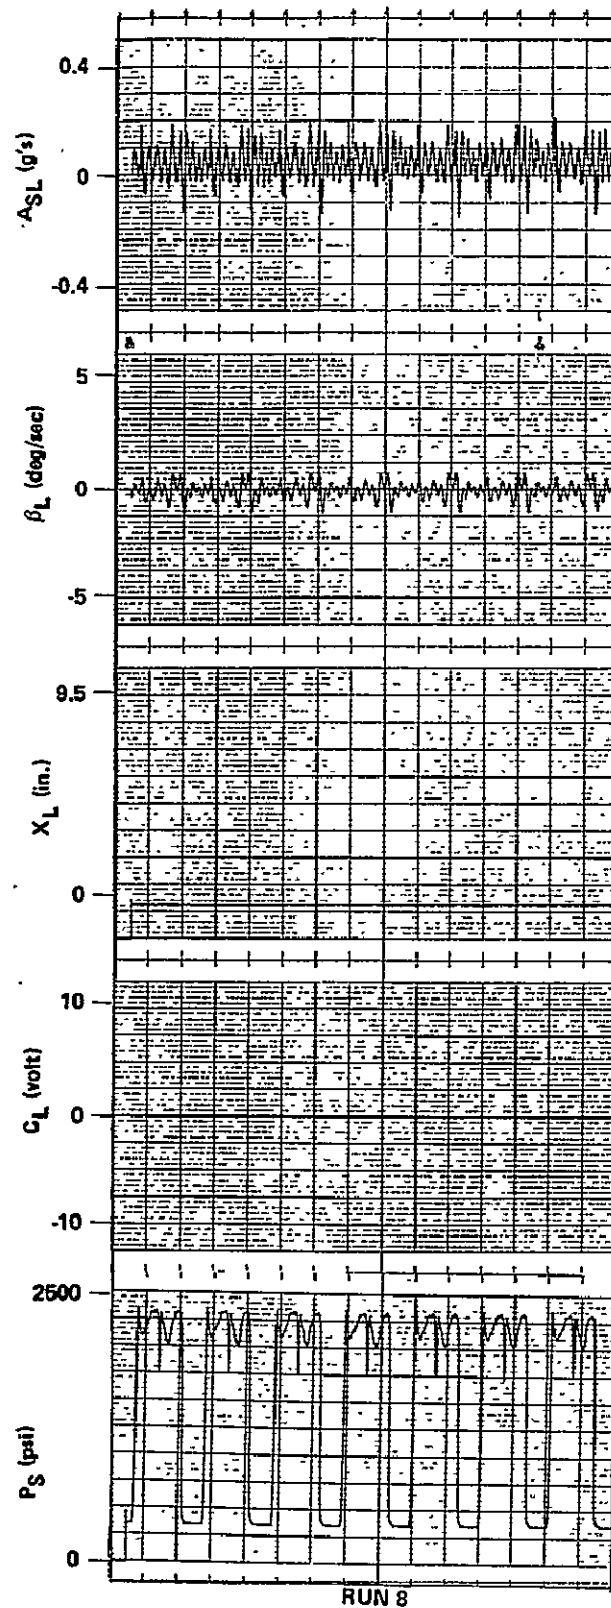 0.4
0
-0.4
A_SL (g's)
5
0
-5
β_L (deg/sec)
9.5
0
X_L (in.)
10
0
-10
C_L (volt)
2500
0
P_S (psi)
RUN 8